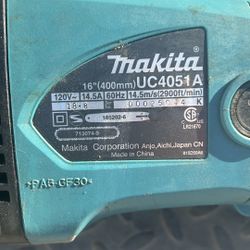 makita
16"(400mm) UC4051A
120V~ 14.5A 60Hz 14.5m/s(2900ft/min)
K
Makita Corporation Anjo, Aichi, Japan CN
Made in China
LR21670
>PA6-GF30<